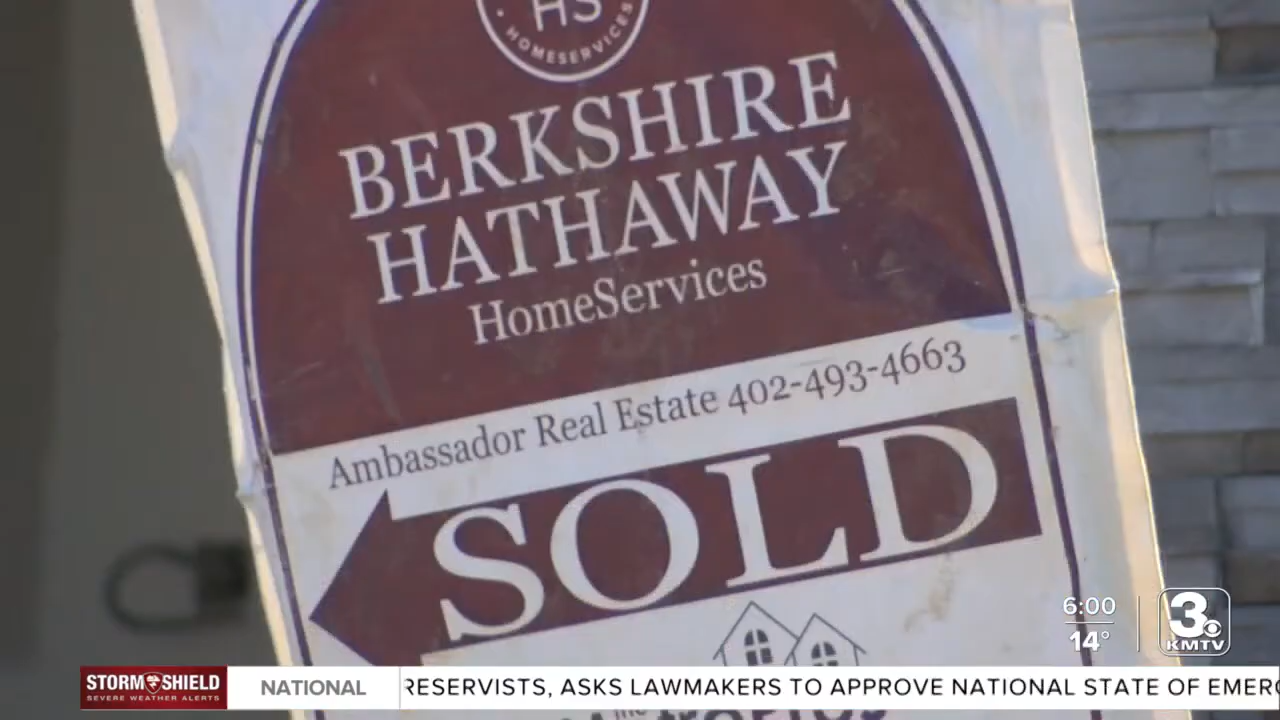 HS
HOMESERVICES
BERKSHIRE
HATHAWAY
HomeServices
Ambassador Real Estate 402-493-4663
SOLD
6:00
14°
3
KMTV
STORM SHIELD
SEVERE WEATHER ALERTS
NATIONAL
RESERVISTS, ASKS LAWMAKERS TO APPROVE NATIONAL STATE OF EMERG